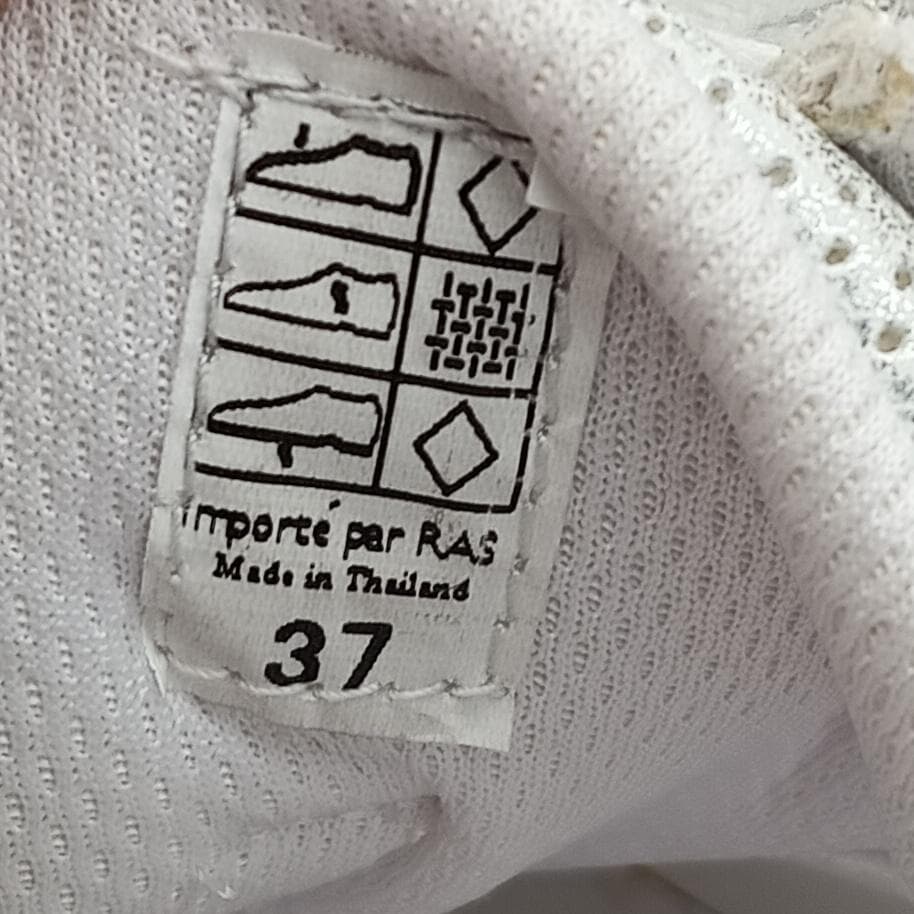 importé par RAS
Made in Thailand
37